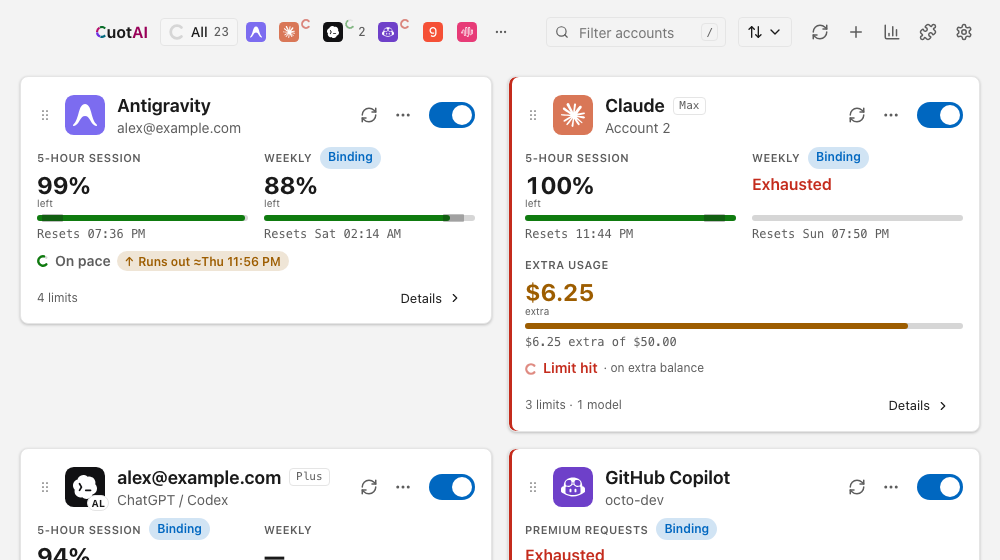 CuotAI
All 23
2
9
Filter accounts /
Antigravity
alex@example.com
5-HOUR SESSION
99%
left
Resets 07:36 PM
WEEKLY Binding
88%
left
Resets Sat 02:14 AM
On pace ↑ Runs out ≈Thu 11:56 PM
4 limits
Details
Claude Max
Account 2
5-HOUR SESSION
100%
left
Resets 11:44 PM
WEEKLY Binding
Exhausted
Resets Sun 07:50 PM
EXTRA USAGE
$6.25
extra
$6.25 extra of $50.00
Limit hit · on extra balance
3 limits · 1 model
Details
AL
alex@example.com Plus
ChatGPT / Codex
5-HOUR SESSION Binding
94%
WEEKLY
—
GitHub Copilot
octo-dev
PREMIUM REQUESTS Binding
Exhausted